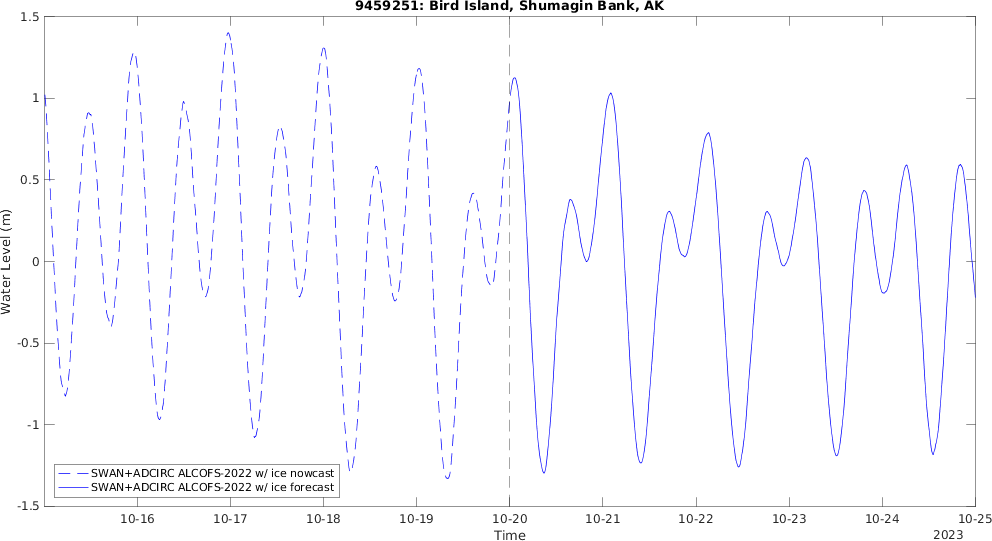 9459251: Bird Island, Shumagin Bank, AK
1.5
1
0.5
0
-0.5
-1
-1.5
Water Level (m)
SWAN+ADCIRC ALCOFS-2022 w/ ice nowcast
SWAN+ADCIRC ALCOFS-2022 w/ ice forecast
10-16 10-17 10-18 10-19 10-20 10-21 10-22 10-23 10-24 10-25
Time
2023